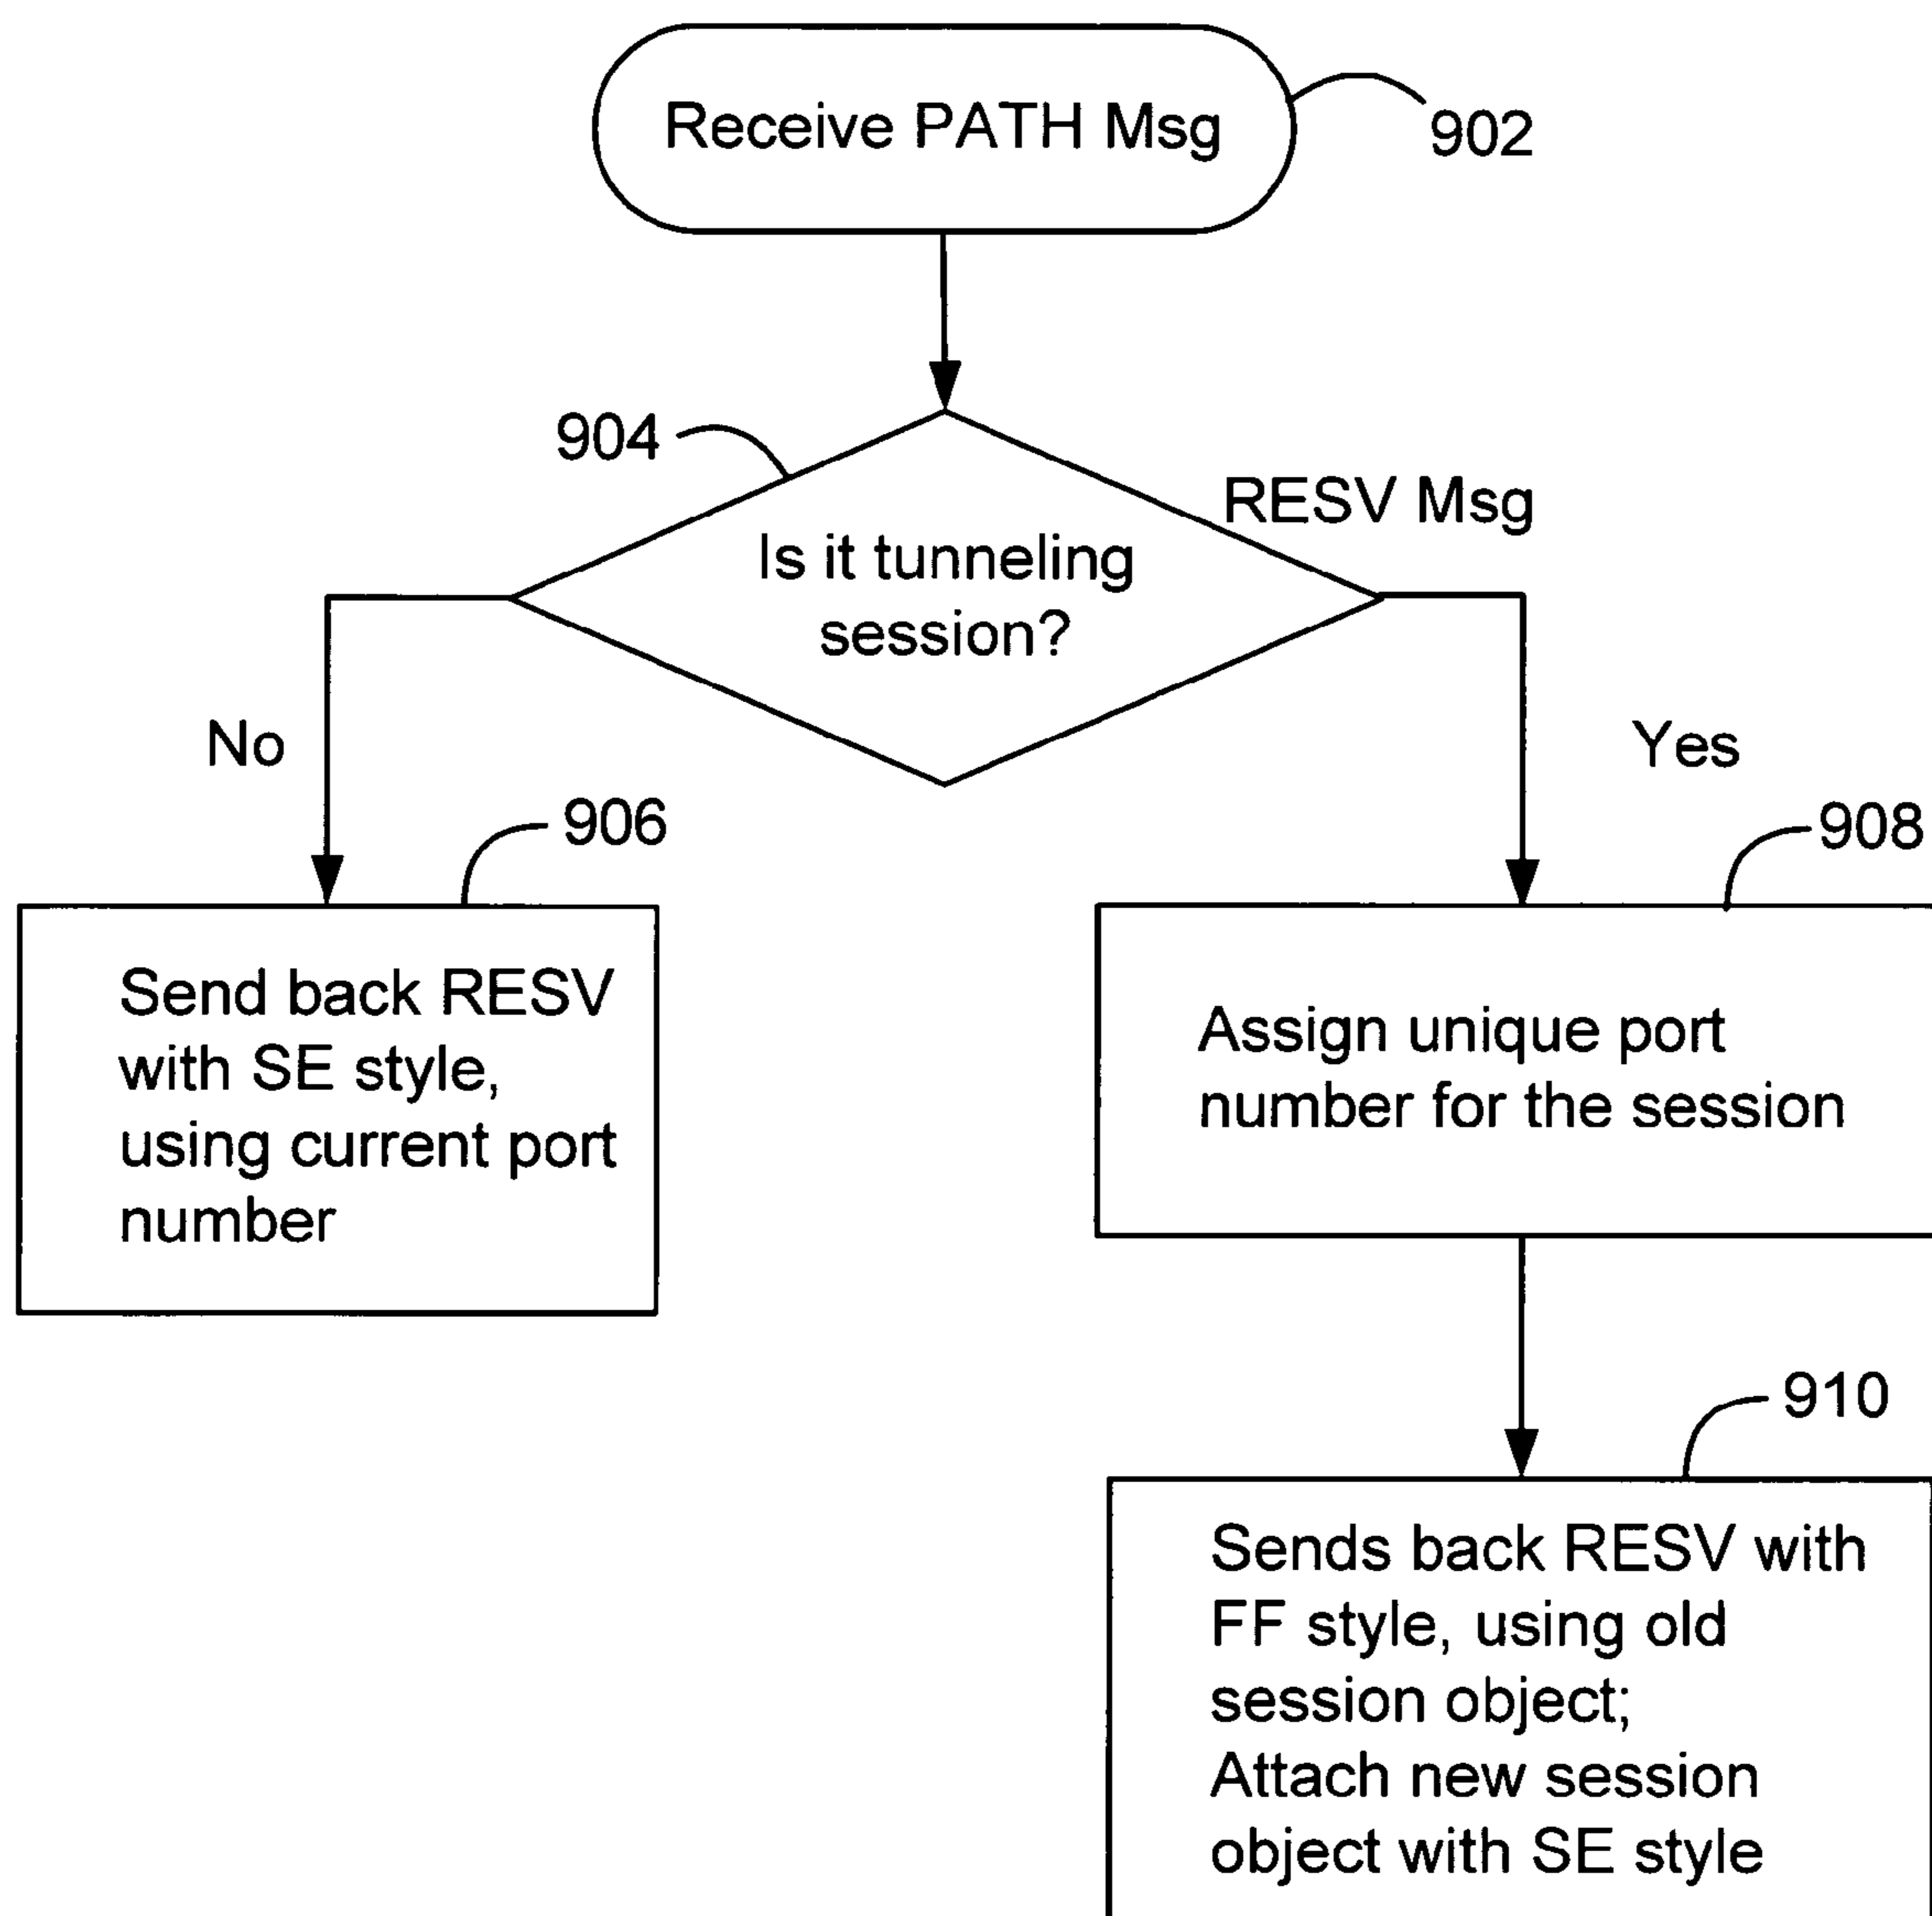 Receive PATH Msg
902
904
RESV Msg
Is it tunneling
session?
No
Yes
906
908
Send back RESV
with SE style,
using current port
number
Assign unique port
number for the session
910
Sends back RESV with
FF style, using old
session object;
Attach new session
object with SE style